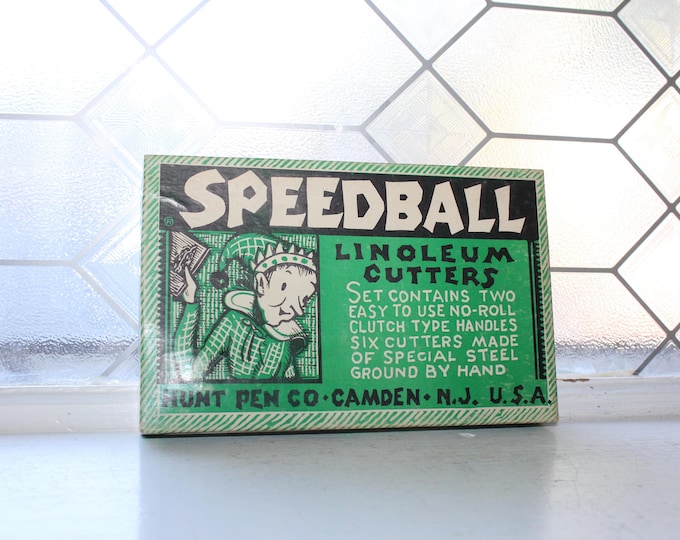 SPEEDBALL
®
LINOLEUM
CUTTERS
SET CONTAINS TWO
EASY TO USE NO-ROLL
CLUTCH TYPE HANDLES
SIX CUTTERS MADE
OF SPECIAL STEEL
GROUND BY HAND
HUNT PEN CO • CAMDEN • N.J. U.S.A.